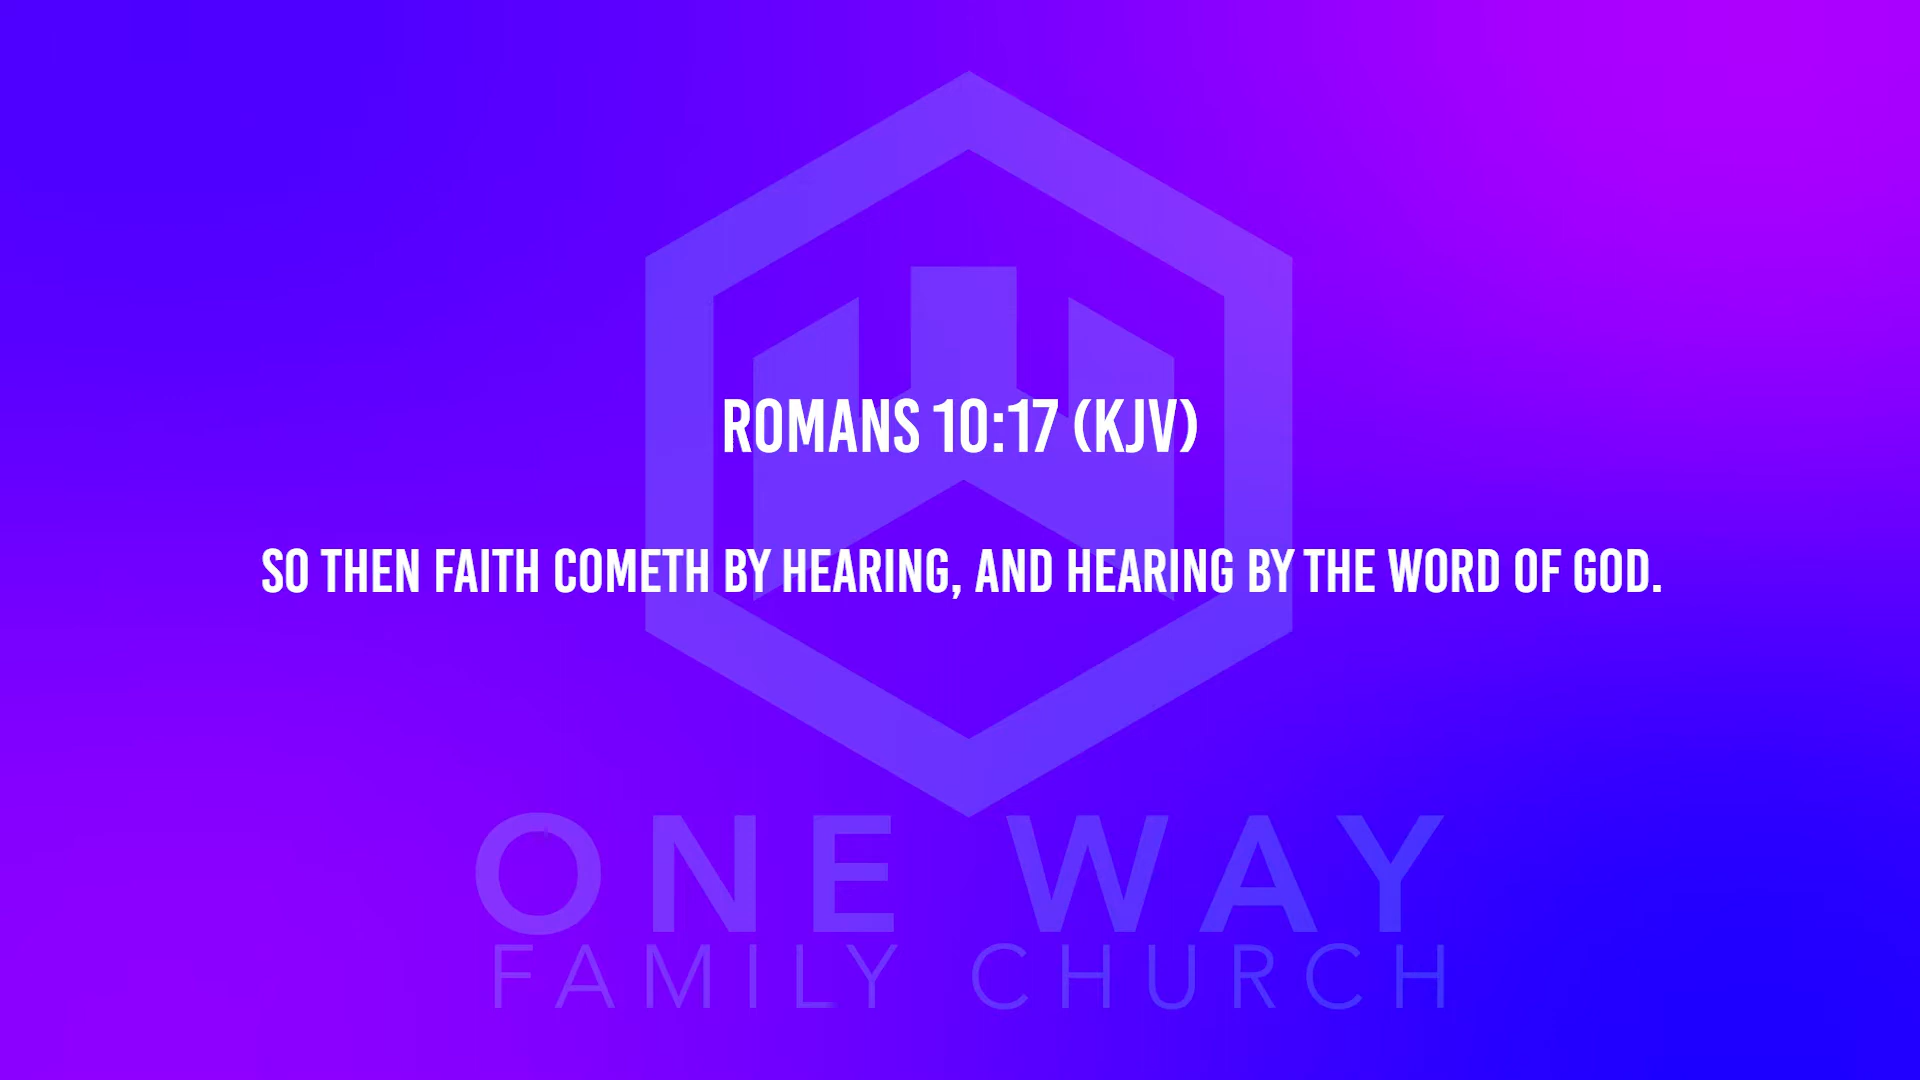 ROMANS 10:17 (KJV)
SO THEN FAITH COMETH BY HEARING, AND HEARING BY THE WORD OF GOD.
ONE WAY
FAMILY CHURCH